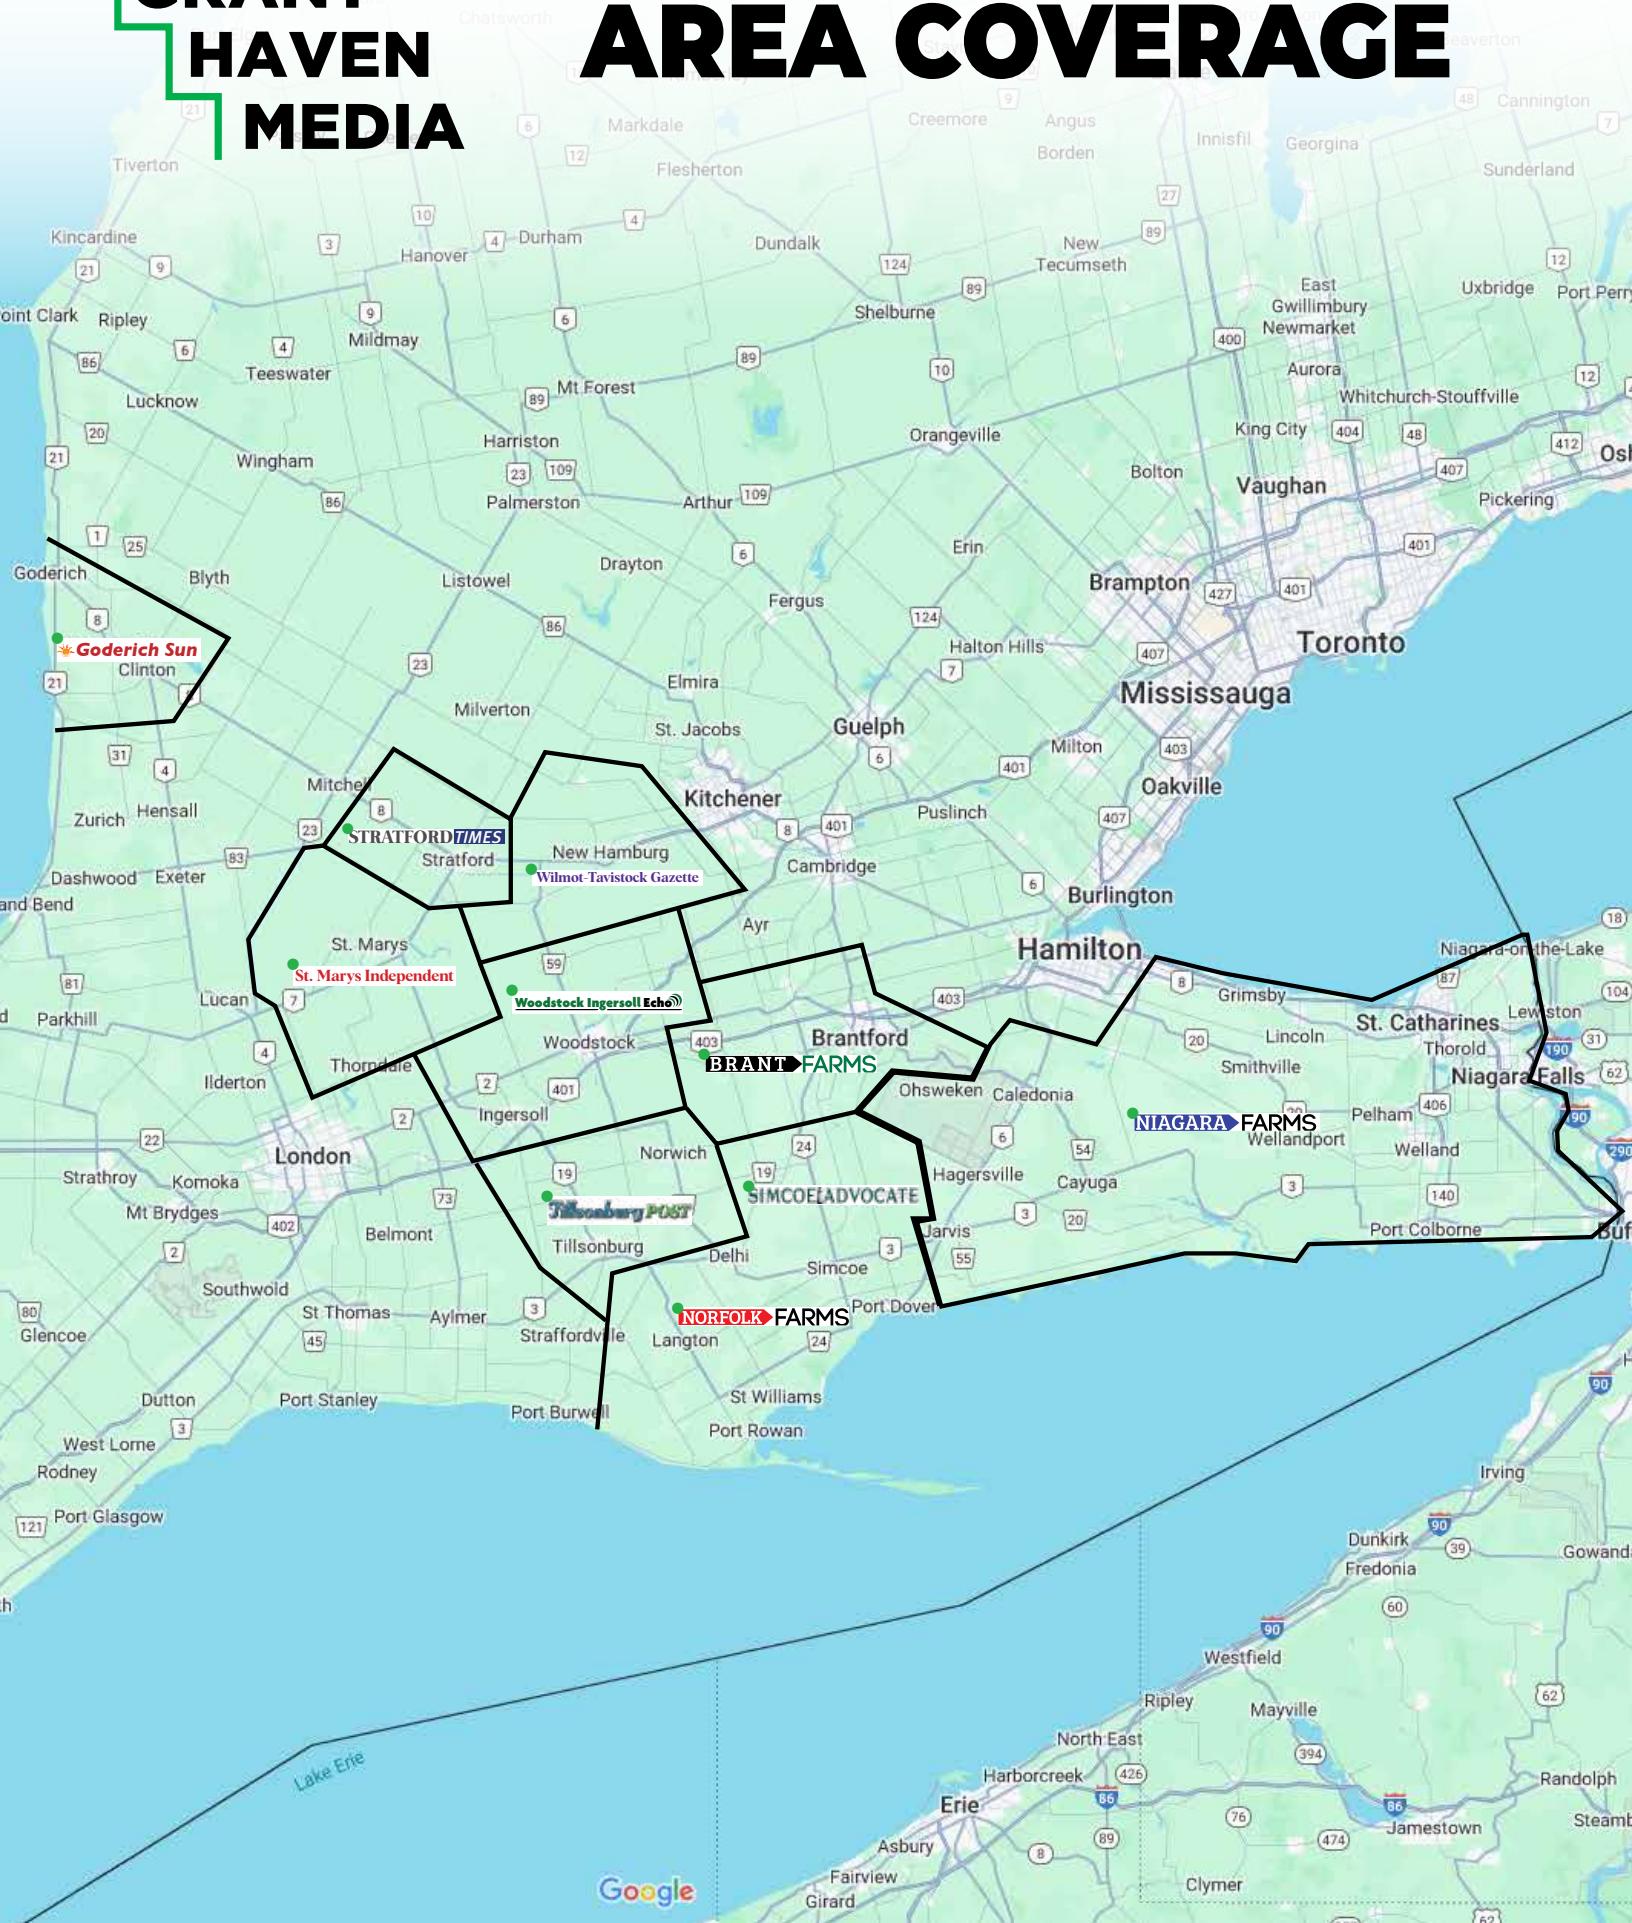 HAVEN
MEDIA
AREA COVERAGE
Chatsworth
Markdale
Flesherton
Creemore
Angus
Borden
Innisfil
Georgina
Cannington
Sunderland
Tiverton
Kincardine
Hanover
Durham
Dundalk
New
Tecumseth
East
Gwillimbury
Newmarket
Uxbridge
Port Perry
oint Clark
Ripley
Mildmay
Shelburne
Teeswater
Mt Forest
Aurora
Whitchurch-Stouffville
Lucknow
Harriston
Orangeville
King City
Wingham
Palmerston
Arthur
Bolton
Vaughan
Pickering
Goderich
Blyth
Listowel
Drayton
Erin
Fergus
Brampton
Toronto
Goderich Sun
Clinton
Halton Hills
Mississauga
Elmira
Milverton
St. Jacobs
Guelph
Milton
Oakville
Mitchell
Kitchener
Puslinch
Zurich
Hensall
STRATFORD TIMES
Stratford
New Hamburg
Wilmot-Tavistock Gazette
Cambridge
Dashwood
Exeter
and Bend
Burlington
Ayr
Hamilton
St. Marys
St. Marys Independent
Niagara-on-the-Lake
Lucan
Parkhill
Woodstock Ingersoll Echo
Woodstock
Brantford
BRANT FARMS
Grimsby
Lincoln
St. Catharines
Lewiston
Thorold
Smithville
Niagara Falls
Thorndale
Ilderton
Ingersoll
Ohsweken
Caledonia
NIAGARA FARMS
Wellandport
Pelham
Welland
London
Norwich
Strathroy
Komoka
Mt Brydges
Hagersville
Cayuga
SIMCOE ADVOCATE
Tillsonburg POST
Tillsonburg
Belmont
Delhi
Simcoe
Jarvis
Port Colborne
Buf
Southwold
St Thomas
Aylmer
Straffordville
NORFOLK FARMS
Langton
Port Dover
Glencoe
Dutton
Port Stanley
Port Burwell
St Williams
Port Rowan
West Lorne
Rodney
Port Glasgow
Irving
Dunkirk
Fredonia
Gowand
Westfield
Ripley
Mayville
North East
Harborcreek
Lake Erie
Erie
Randolph
Steamb
Jamestown
Asbury
Fairview
Girard
Clymer
Google